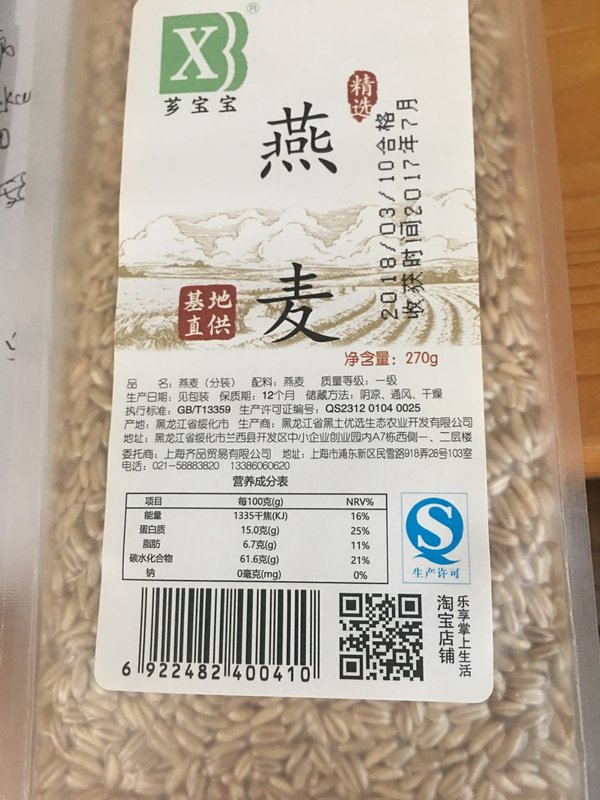 XB®
芗宝宝
精选
燕麦
2018/03/10合格
收获时间2017年7月
基地直供
净含量：270g
品　名：燕麦（分装）　配料：燕麦　质量等级：一级
生产日期：见包装　保质期：12个月　储藏方法：阴凉、通风、干燥
执行标准：GB/T13359　生产许可证编号：QS2312 0104 0025
产地：黑龙江省绥化市　生产商：黑龙江省黑土优选生态农业开发有限公司
地址：黑龙江省绥化市兰西县开发区中小企业创业园内A7栋西侧一、二层楼
委托商：上海齐品贸易有限公司　地址：上海市浦东新区民雪路918弄28号103室
电话：021-58883820　13386060620
营养成分表
项目　每100克(g)　NRV%
能量　1335千焦(KJ)　16%
蛋白质　15.0克(g)　25%
脂肪　6.7克(g)　11%
碳水化合物　61.6克(g)　21%
钠　0毫克(mg)　0%
S
生产许可
6 922482 400410
淘宝店铺
乐享掌上生活